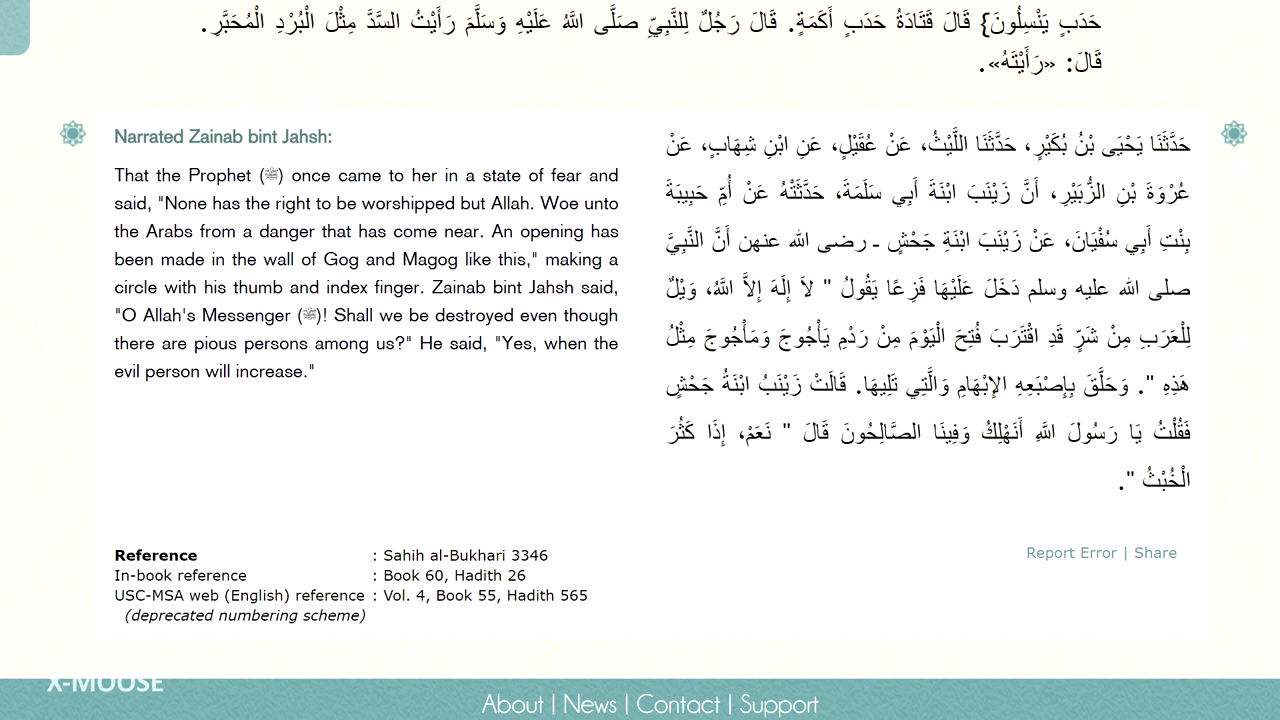 حَدَبٍ يَنْسِلُونَ} قَالَ قَتَادَةُ حَدَبٍ أَكَمَةٍ. قَالَ رَجُلٌ لِلنَّبِيِّ صَلَّى اللَّهُ عَلَيْهِ وَسَلَّمَ رَأَيْتُ السَّدَّ مِثْلَ الْبُرْدِ الْمُحَبَّرِ.
قَالَ: «رَأَيْتَهُ».
Narrated Zainab bint Jahsh:
That the Prophet (ﷺ) once came to her in a state of fear and
said, "None has the right to be worshipped but Allah. Woe unto
the Arabs from a danger that has come near. An opening has
been made in the wall of Gog and Magog like this," making a
circle with his thumb and index finger. Zainab bint Jahsh said,
"O Allah's Messenger (ﷺ)! Shall we be destroyed even though
there are pious persons among us?" He said, "Yes, when the
evil person will increase."
حَدَّثَنَا يَحْيَى بْنُ بُكَيْرٍ، حَدَّثَنَا اللَّيْثُ، عَنْ عُقَيْلٍ، عَنِ ابْنِ شِهَابٍ، عَنْ
عُرْوَةَ بْنِ الزُّبَيْرِ، أَنَّ زَيْنَبَ ابْنَةَ أَبِي سَلَمَةَ، حَدَّثَتْهُ عَنْ أُمِّ حَبِيبَةَ
بِنْتِ أَبِي سُفْيَانَ، عَنْ زَيْنَبَ ابْنَةِ جَحْشٍ ـ رضى الله عنهن أَنَّ النَّبِيَّ
صلى الله عليه وسلم دَخَلَ عَلَيْهَا فَزِعًا يَقُولُ " لاَ إِلَهَ إِلاَّ اللَّهُ، وَيْلٌ
لِلْعَرَبِ مِنْ شَرٍّ قَدِ اقْتَرَبَ فُتِحَ الْيَوْمَ مِنْ رَدْمِ يَأْجُوجَ وَمَأْجُوجَ مِثْلُ
هَذِهِ ". وَحَلَّقَ بِإِصْبَعِهِ الإِبْهَامِ وَالَّتِي تَلِيهَا. قَالَتْ زَيْنَبُ ابْنَةُ جَحْشٍ
فَقُلْتُ يَا رَسُولَ اللَّهِ أَنَهْلِكُ وَفِينَا الصَّالِحُونَ قَالَ " نَعَمْ، إِذَا كَثُرَ
الْخُبْثُ ".
Reference : Sahih al-Bukhari 3346
In-book reference : Book 60, Hadith 26
USC-MSA web (English) reference : Vol. 4, Book 55, Hadith 565
(deprecated numbering scheme)
Report Error | Share
X-MOOSE
About | News | Contact | Support